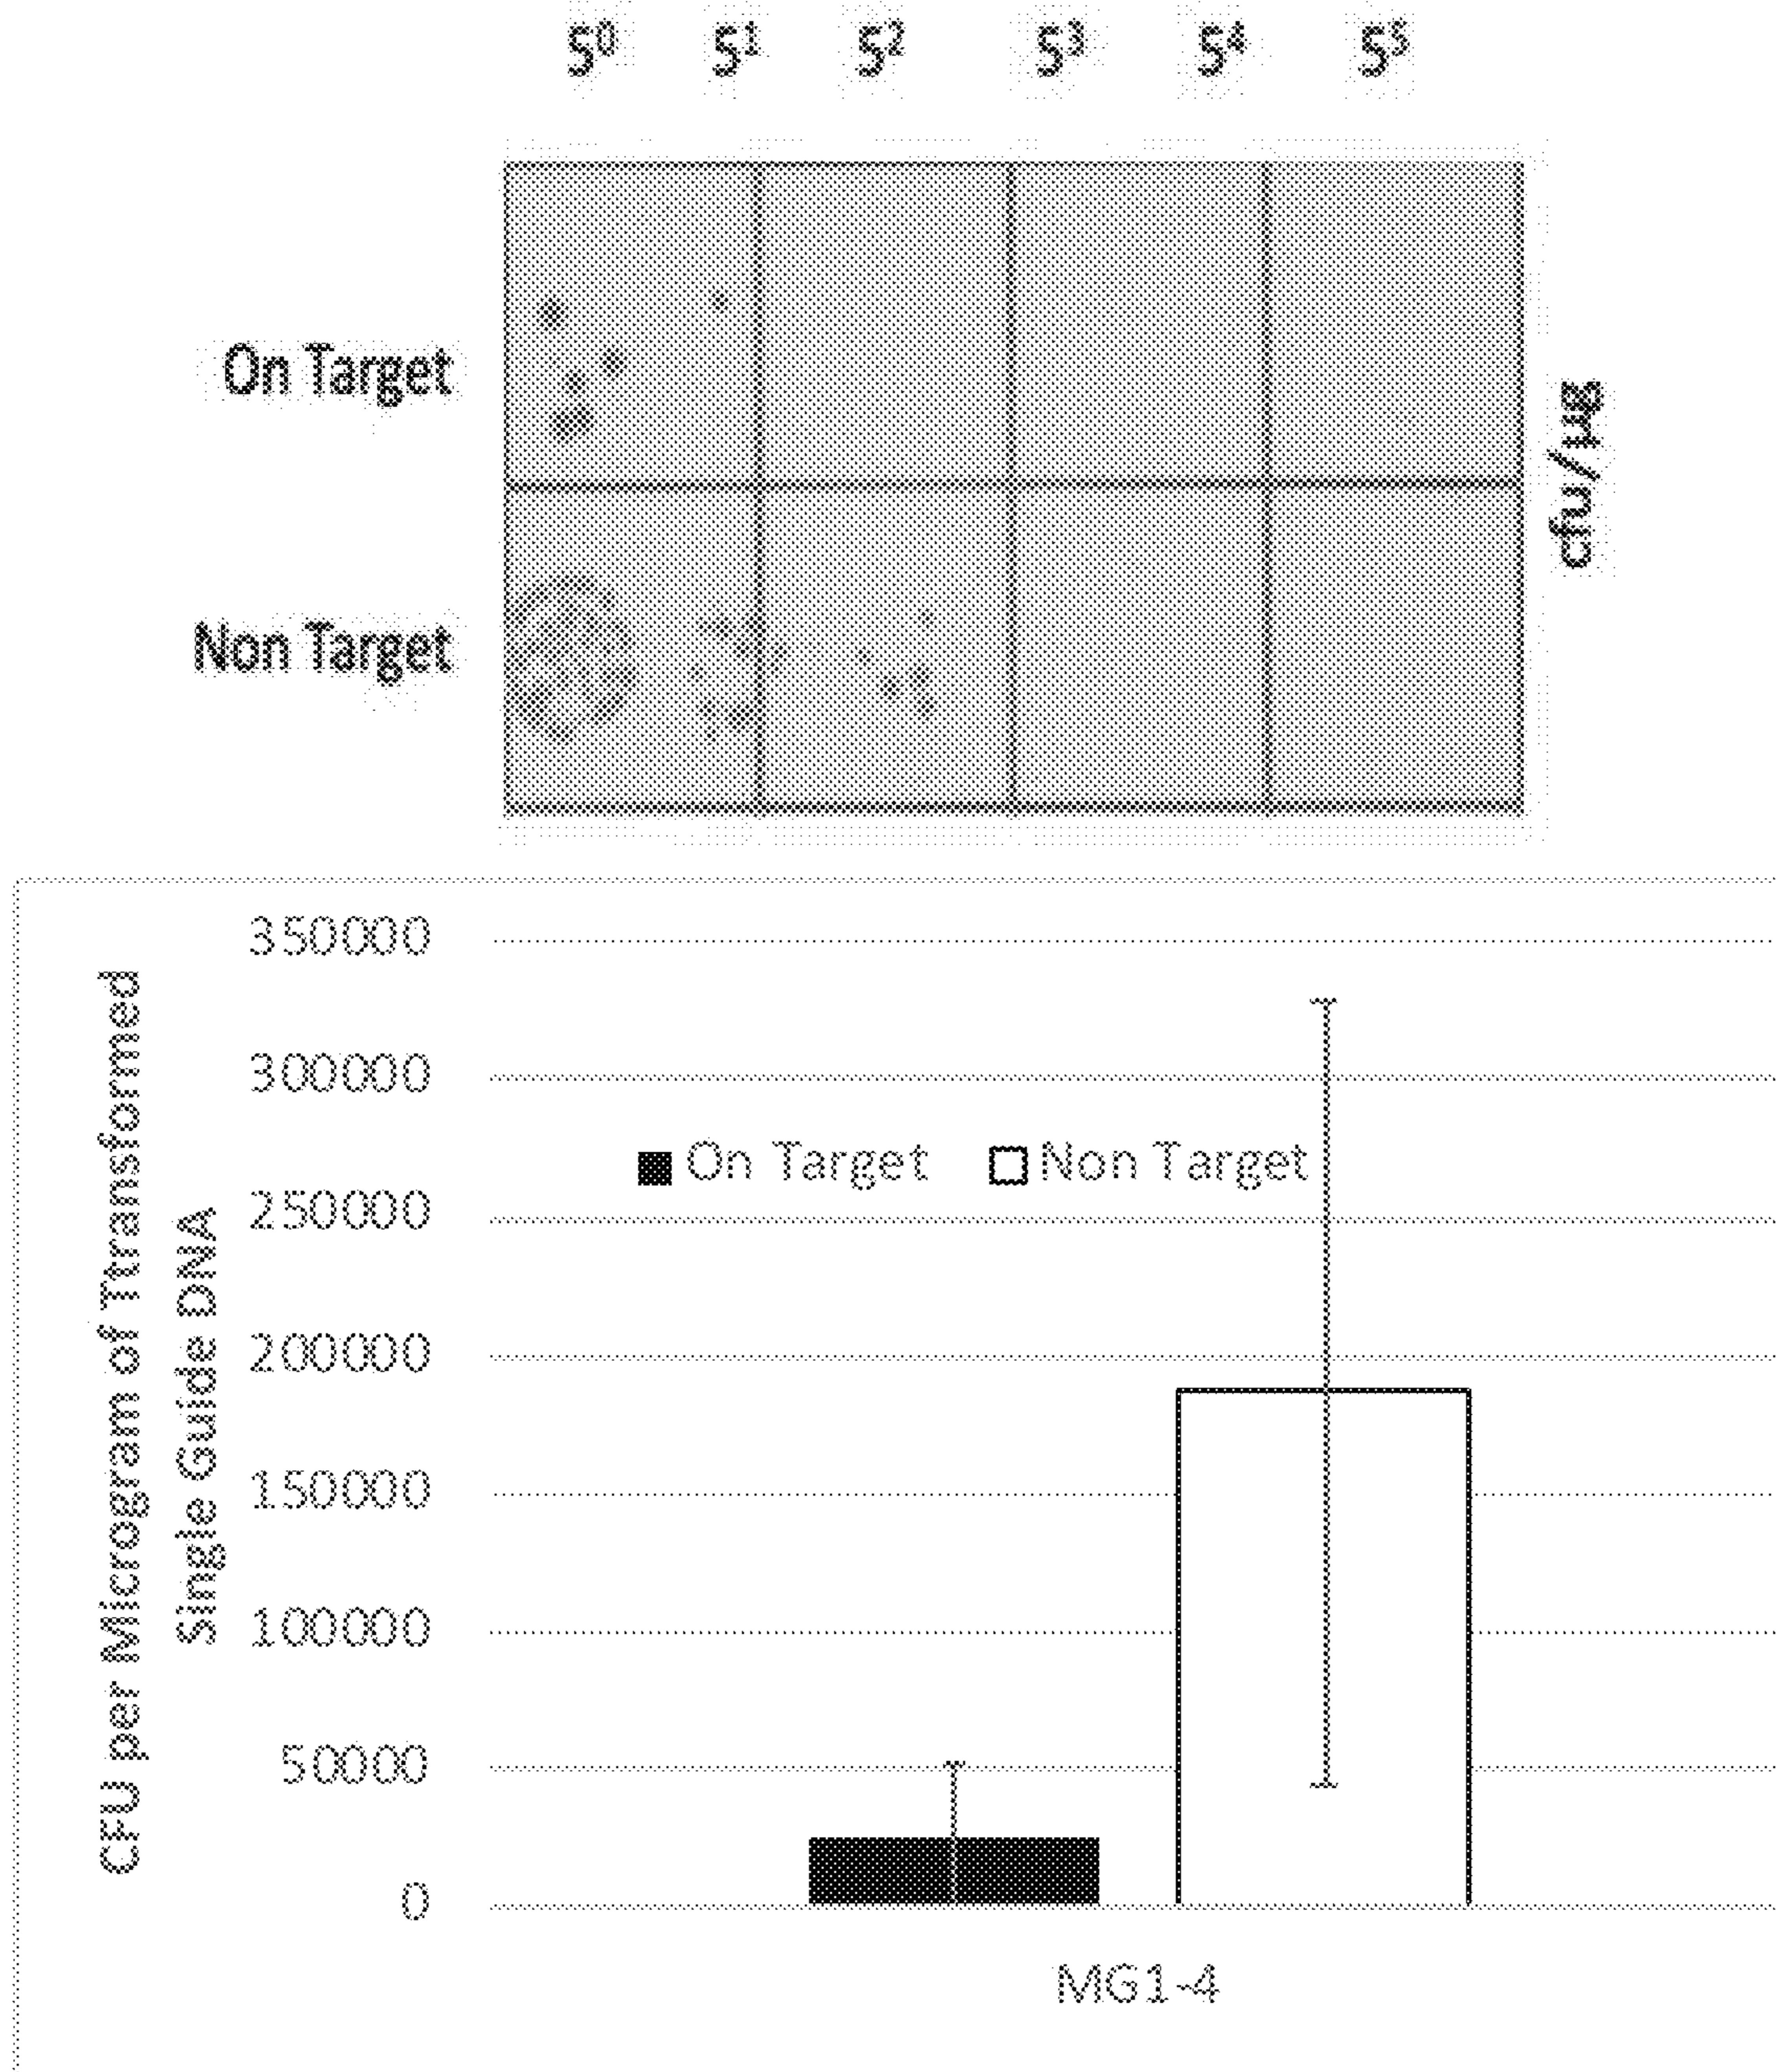 5⁰ 5¹ 5² 5³ 5⁴ 5⁵
On Target
Non Target
cfu/µg
350000
300000
250000
200000
150000
100000
50000
0
CFU per Microgram of Ttransformed
Single Guide DNA
On Target Non Target
MG1-4